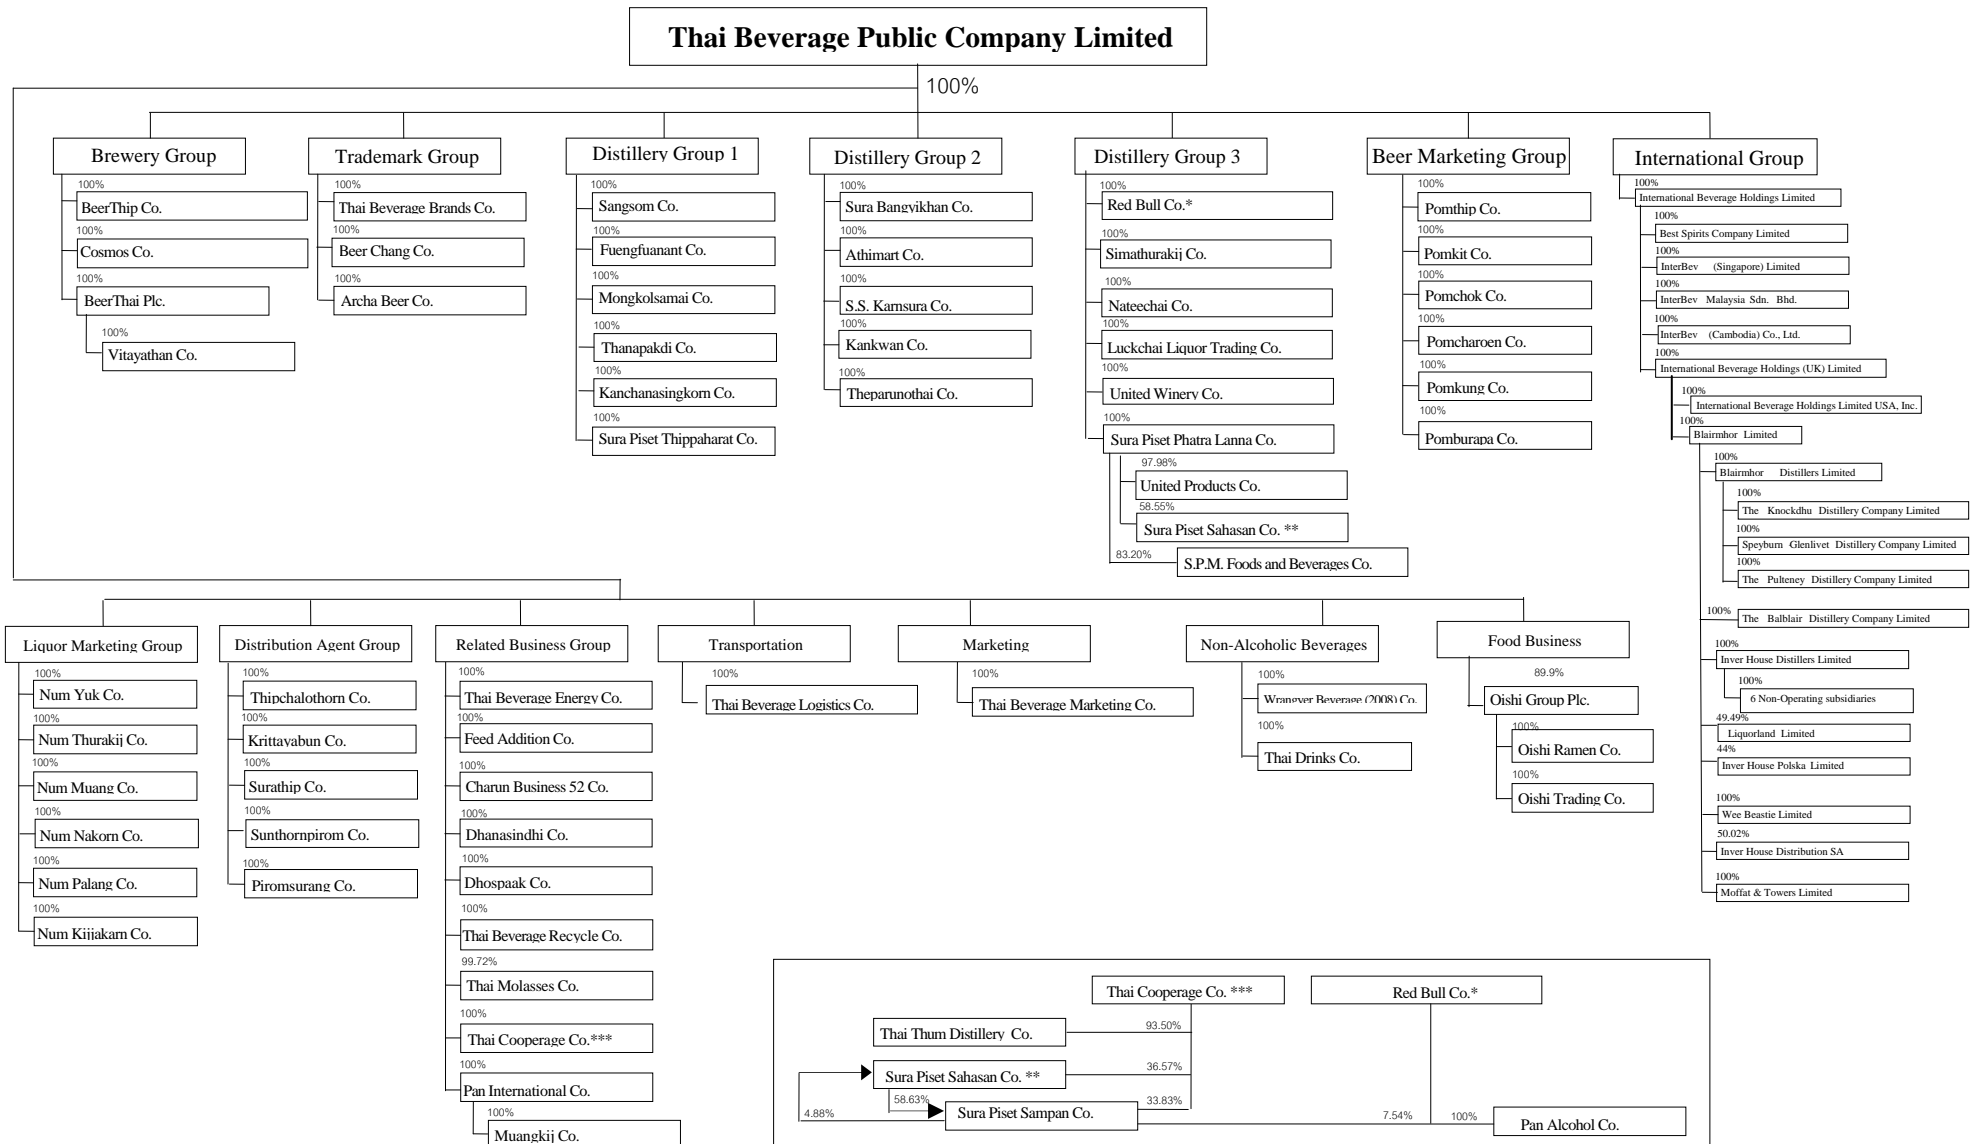 Thai Beverage Public Company Limited
100%
Brewery Group
100%
BeerThip Co.
100%
Cosmos Co.
100%
BeerThai Plc.
100%
Vitayathan Co.
Trademark Group
100%
Thai Beverage Brands Co.
100%
Beer Chang Co.
100%
Archa Beer Co.
Distillery Group 1
100%
Sangsom Co.
100%
Fuengfuanant Co.
100%
Mongkolsamai Co.
100%
Thanapakdi Co.
100%
Kanchanasingkorn Co.
100%
Sura Piset Thippaharat Co.
Distillery Group 2
100%
Sura Bangyikhan Co.
100%
Athimart Co.
100%
S.S. Karnsura Co.
100%
Kankwan Co.
100%
Theparunothai Co.
Distillery Group 3
100%
Red Bull Co.*
100%
Simathurakij Co.
100%
Nateechai Co.
100%
Luckchai Liquor Trading Co.
100%
United Winery Co.
100%
Sura Piset Phatra Lanna Co.
97.98%
United Products Co.
58.55%
Sura Piset Sahasan Co. **
83.20%
S.P.M. Foods and Beverages Co.
Beer Marketing Group
100%
Pomthip Co.
100%
Pomkit Co.
100%
Pomchok Co.
100%
Pomcharoen Co.
100%
Pomkung Co.
100%
Pomburapa Co.
International Group
100%
International Beverage Holdings Limited
100%
Best Spirits Company Limited
100%
InterBev (Singapore) Limited
100%
InterBev Malaysia Sdn. Bhd.
100%
InterBev (Cambodia) Co., Ltd.
100%
International Beverage Holdings (UK) Limited
100%
International Beverage Holdings Limited USA, Inc.
100%
Blairmhor Limited
100%
Blairmhor Distillers Limited
100%
The Knockdhu Distillery Company Limited
100%
Speyburn Glenlivet Distillery Company Limited
100%
The Pulteney Distillery Company Limited
100%
The Balblair Distillery Company Limited
100%
Inver House Distillers Limited
100%
6 Non-Operating subsidiaries
49.49%
Liquorland Limited
44%
Inver House Polska Limited
100%
Wee Beastie Limited
50.02%
Inver House Distribution SA
100%
Moffat & Towers Limited
Liquor Marketing Group
100%
Num Yuk Co.
100%
Num Thurakij Co.
100%
Num Muang Co.
100%
Num Nakorn Co.
100%
Num Palang Co.
100%
Num Kijjakarn Co.
Distribution Agent Group
100%
Thipchalothorn Co.
100%
Krittayabun Co.
100%
Surathip Co.
100%
Sunthornpirom Co.
100%
Piromsurang Co.
Related Business Group
100%
Thai Beverage Energy Co.
100%
Feed Addition Co.
100%
Charun Business 52 Co.
100%
Dhanasindhi Co.
100%
Dhospaak Co.
100%
Thai Beverage Recycle Co.
99.72%
Thai Molasses Co.
100%
Thai Cooperage Co.***
100%
Pan International Co.
100%
Muangkij Co.
Transportation
100%
Thai Beverage Logistics Co.
Marketing
100%
Thai Beverage Marketing Co.
Non-Alcoholic Beverages
100%
Wrangyer Beverage (2008) Co.
100%
Thai Drinks Co.
Food Business
89.9%
Oishi Group Plc.
100%
Oishi Ramen Co.
100%
Oishi Trading Co.
Thai Cooperage Co. ***
Red Bull Co.*
Thai Thum Distillery Co.
93.50%
Sura Piset Sahasan Co. **
36.57%
4.88%
58.63%
Sura Piset Sampan Co.
33.83%
7.54%
100%
Pan Alcohol Co.